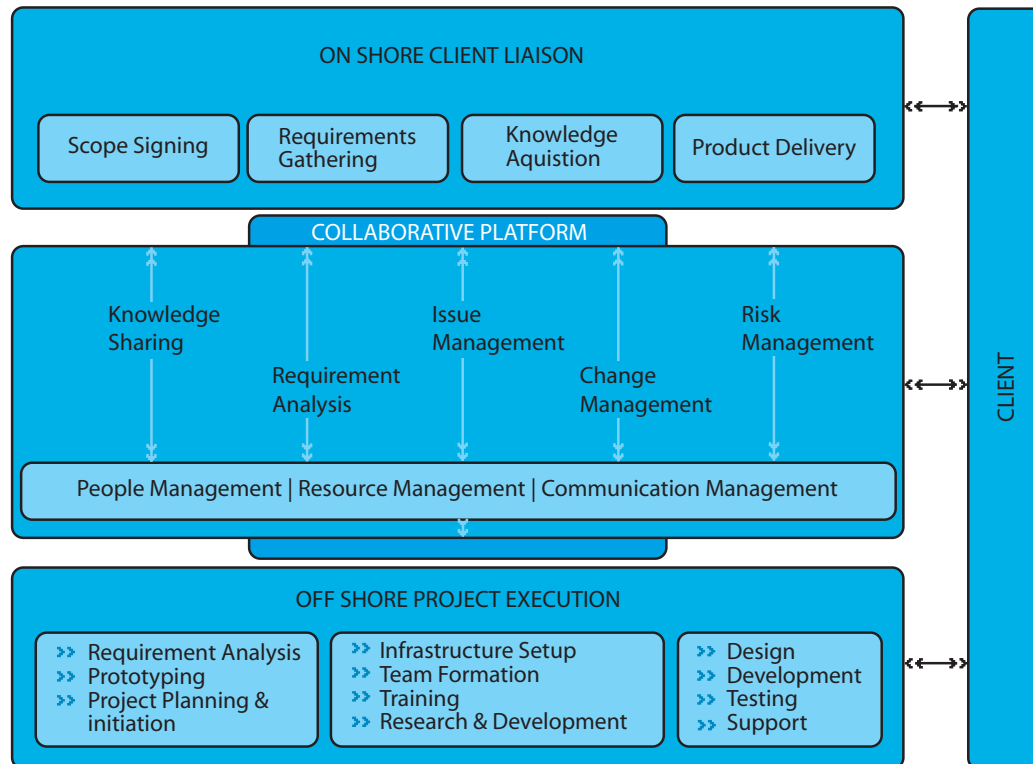 ON SHORE CLIENT LIAISON
Scope Signing
Requirements
Gathering
Knowledge
Aquistion
Product Delivery
COLLABORATIVE PLATFORM
Knowledge
Sharing
Requirement
Analysis
Issue
Management
Change
Management
Risk
Management
People Management | Resource Management | Communication Management
OFF SHORE PROJECT EXECUTION
Requirement Analysis
Prototyping
Project Planning &
initiation
Infrastructure Setup
Team Formation
Training
Research & Development
Design
Development
Testing
Support
CLIENT